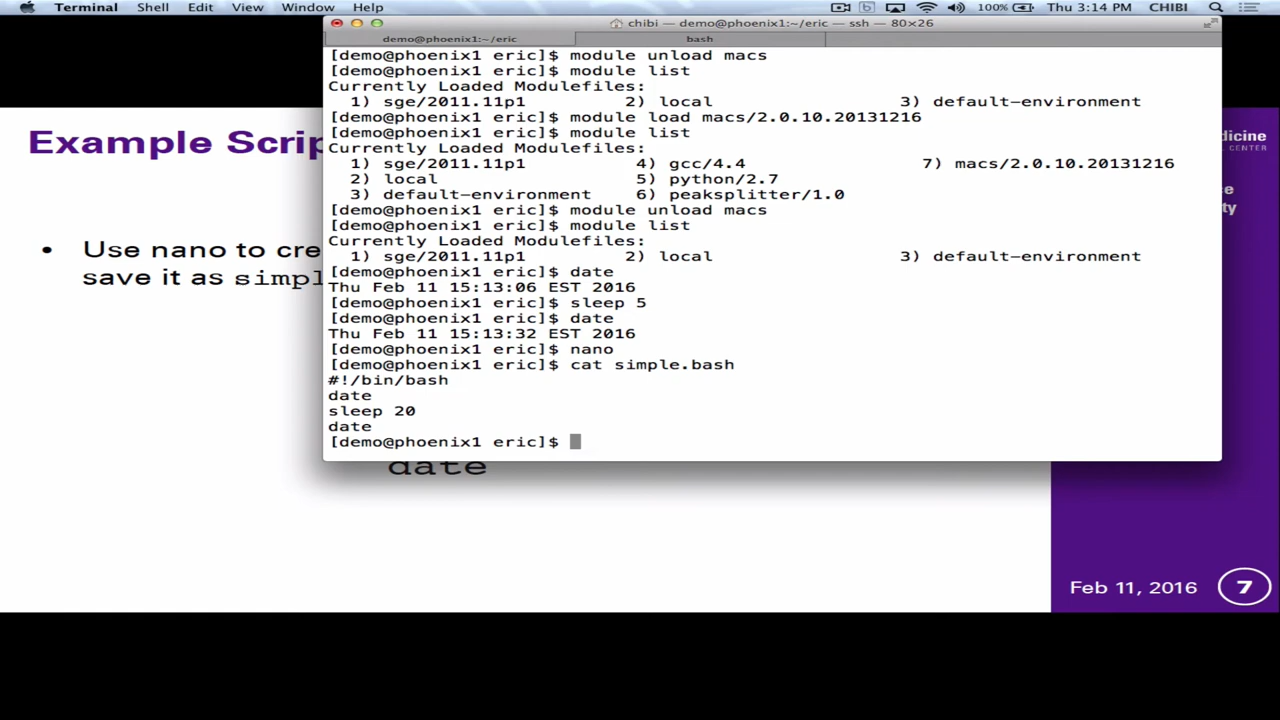 Terminal Shell Edit View Window Help 100% Thu 3:14 PM CHIBI
chibi — demo@phoenix1:~/eric — ssh — 80×26
demo@phoenix1:~/eric bash
[demo@phoenix1 eric]$ module unload macs
[demo@phoenix1 eric]$ module list
Currently Loaded Modulefiles:
1) sge/2011.11p1 2) local 3) default-environment
[demo@phoenix1 eric]$ module load macs/2.0.10.20131216
[demo@phoenix1 eric]$ module list
Currently Loaded Modulefiles:
1) sge/2011.11p1 4) gcc/4.4 7) macs/2.0.10.20131216
2) local 5) python/2.7
3) default-environment 6) peaksplitter/1.0
[demo@phoenix1 eric]$ module unload macs
[demo@phoenix1 eric]$ module list
Currently Loaded Modulefiles:
1) sge/2011.11p1 2) local 3) default-environment
[demo@phoenix1 eric]$ date
Thu Feb 11 15:13:06 EST 2016
[demo@phoenix1 eric]$ sleep 5
[demo@phoenix1 eric]$ date
Thu Feb 11 15:13:32 EST 2016
[demo@phoenix1 eric]$ nano
[demo@phoenix1 eric]$ cat simple.bash
#!/bin/bash
date
sleep 20
date
[demo@phoenix1 eric]$
Example Scrip
• Use nano to cre
save it as simpl
date
dicine
CENTER
e
ty
Feb 11, 2016 7